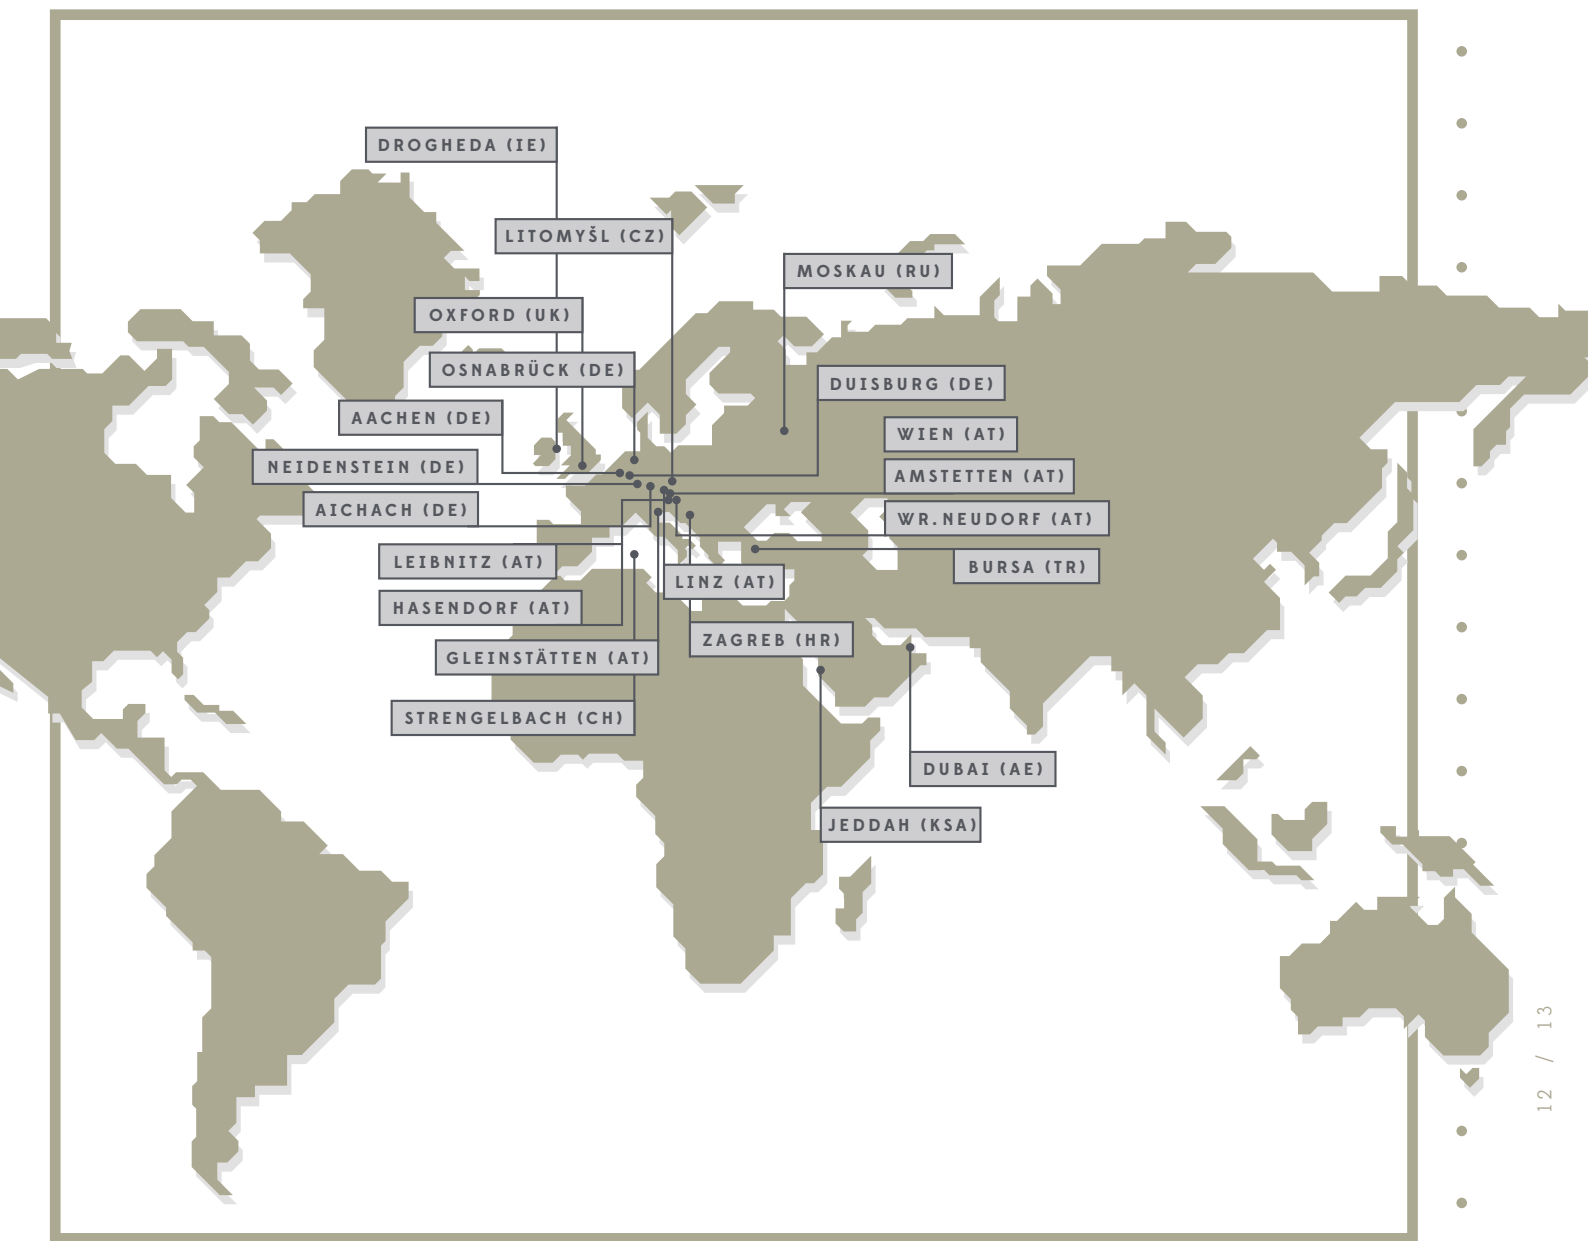 DROGHEDA (IE)
LITOMYŠL (CZ)
MOSKAU (RU)
OXFORD (UK)
OSNABRÜCK (DE)
DUISBURG (DE)
AACHEN (DE)
WIEN (AT)
NEIDENSTEIN (DE)
AMSTETTEN (AT)
AICHACH (DE)
WR.NEUDORF (AT)
LEIBNITZ (AT)
BURSA (TR)
LINZ (AT)
HASENDORF (AT)
ZAGREB (HR)
GLEINSTÄTTEN (AT)
STRENGELBACH (CH)
DUBAI (AE)
JEDDAH (KSA)
12 / 13